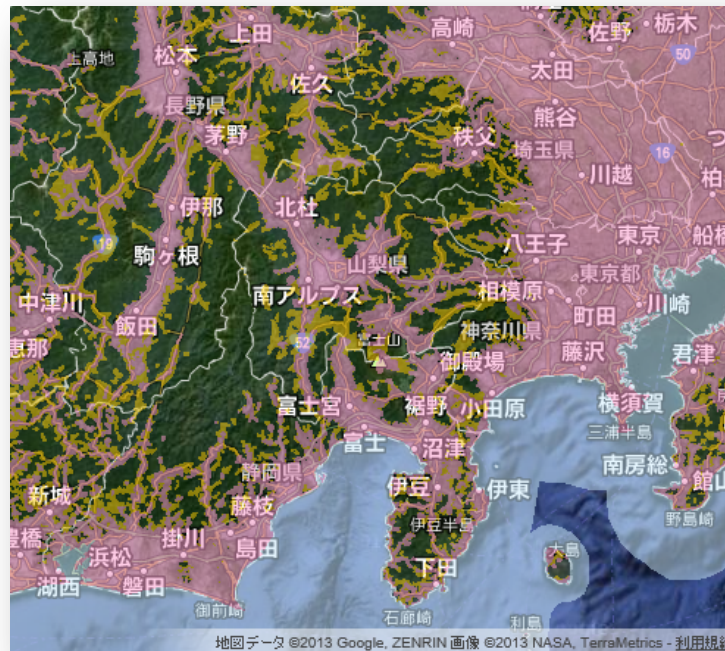 上田
高崎
佐野
栃木
松本
上高地
50
佐久
太田
長野県
熊谷
茅野
秩父
埼玉県
16
川越
柏
伊那
北杜
19
駒ヶ根
八王子
東京
船橋
山梨県
東京都
南アルプス
相模原
川崎
中津川
飯田
町田
52
富士山
神奈川県
恵那
御殿場
藤沢
君津
富士宮
裾野
小田原
横須賀
富士
沼津
三浦半島
静岡県
南房総
新城
伊豆
伊東
館山
藤枝
伊豆半島
野島崎
豊橋
掛川
島田
大島
浜松
湖西
磐田
下田
御前崎
石廊崎
利島
地図データ ©2013 Google, ZENRIN 画像 ©2013 NASA, TerraMetrics - 利用規約